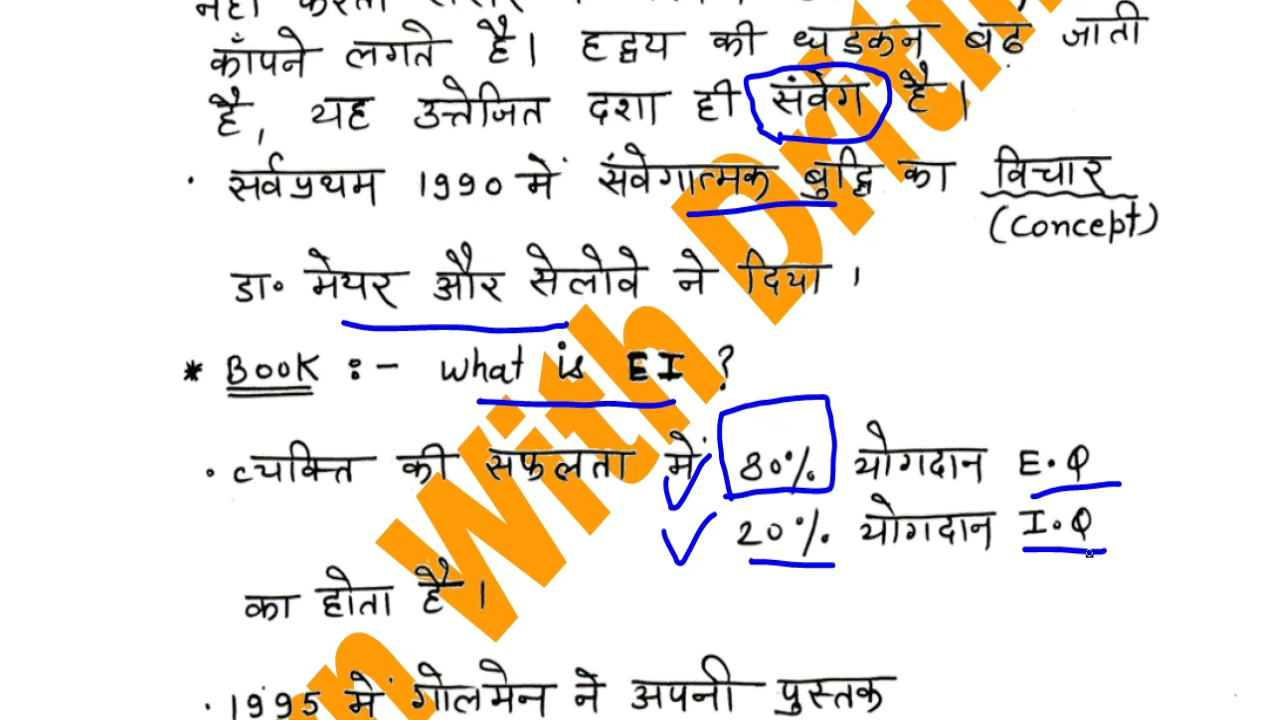 काँपने लगते है। हृदय की धड़कन बढ़ जाती
है, यह उत्तेजित दशा ही संवेग है।
• सर्वप्रथम 1990 में संवेगात्मक बुद्धि का विचार
(Concept)
डा॰ मेयर और सेलोवे ने दिया।
* Book :- What is EI ?
• व्यक्ति की सफलता में 80% योगदान E.Q
20% योगदान I.Q
का होता है।
• 1995 में गोलमेन ने अपनी पुस्तक
With